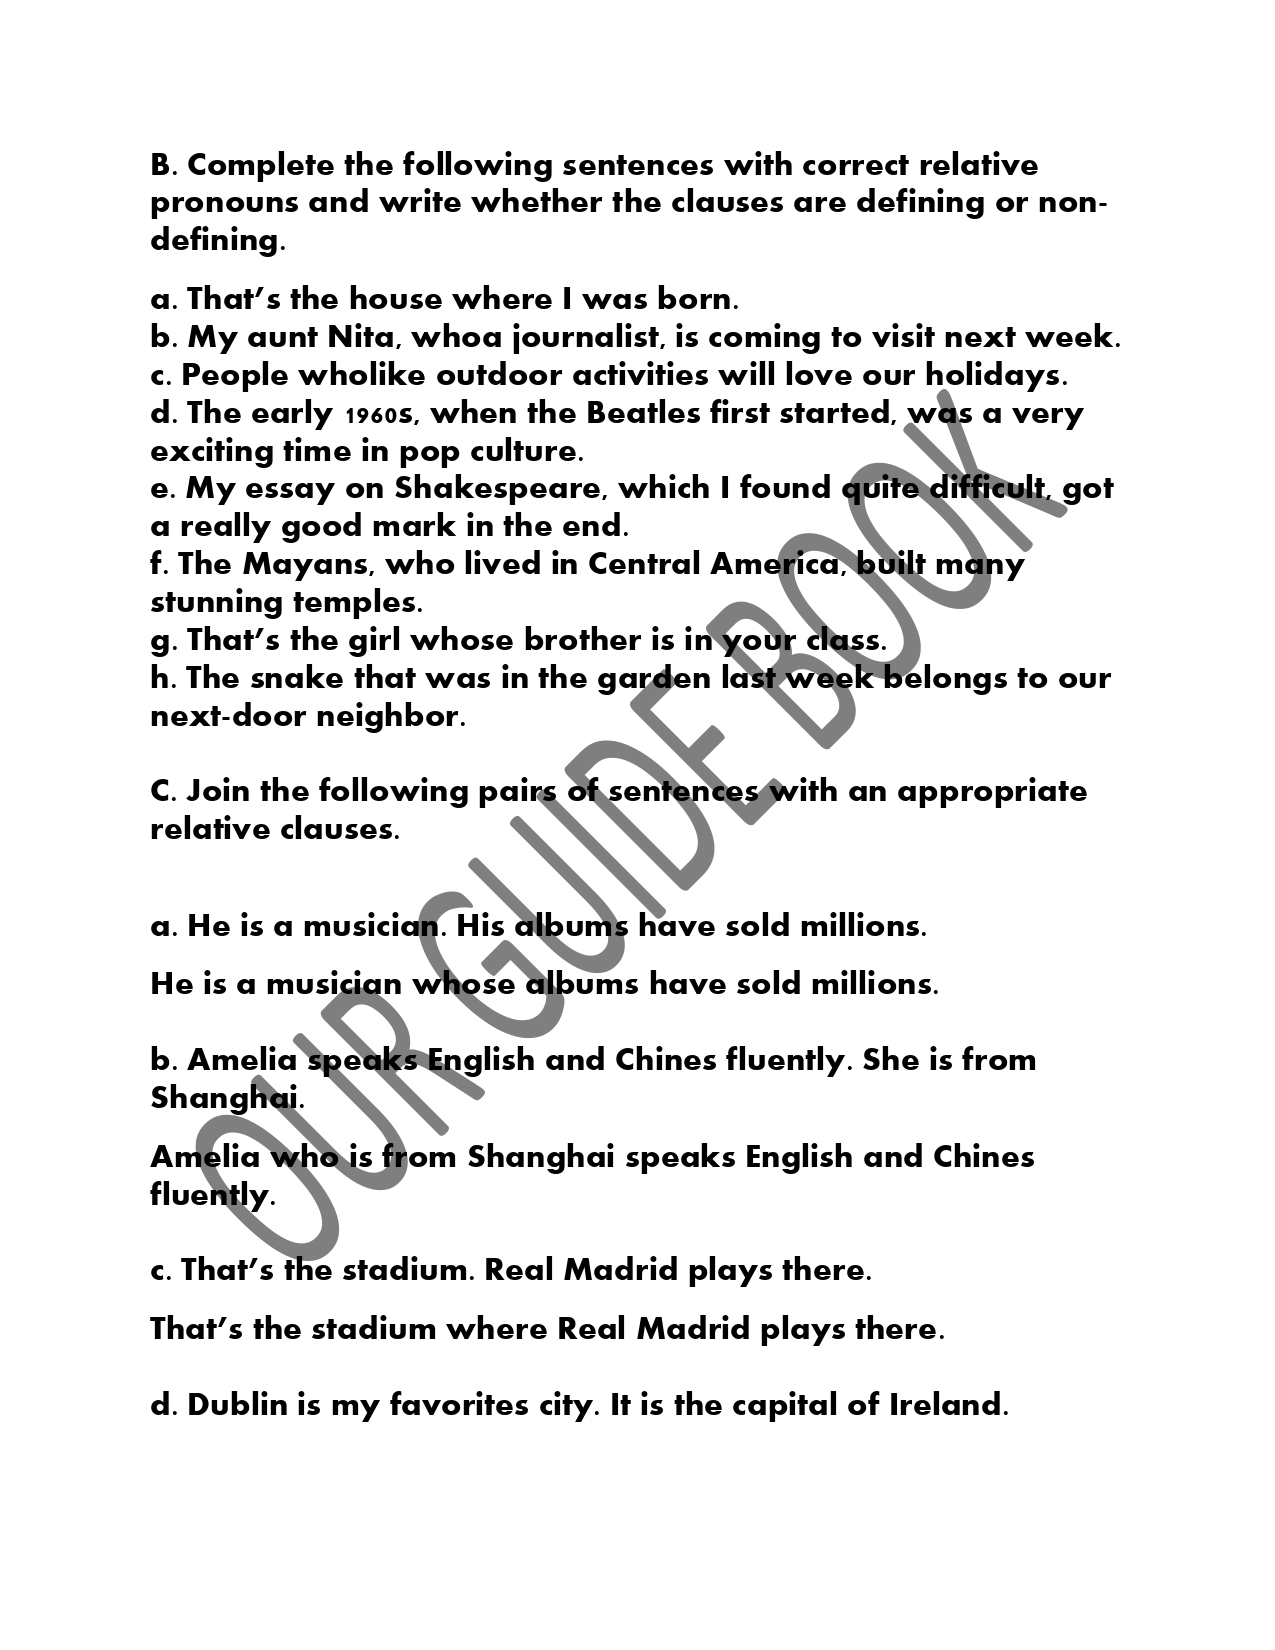 B. Complete the following sentences with correct relative
pronouns and write whether the clauses are defining or non-
defining.
a. That’s the house where I was born.
b. My aunt Nita, whoa journalist, is coming to visit next week.
c. People wholike outdoor activities will love our holidays.
d. The early 1960s, when the Beatles first started, was a very
exciting time in pop culture.
e. My essay on Shakespeare, which I found quite difficult, got
a really good mark in the end.
f. The Mayans, who lived in Central America, built many
stunning temples.
g. That’s the girl whose brother is in your class.
h. The snake that was in the garden last week belongs to our
next-door neighbor.
C. Join the following pairs of sentences with an appropriate
relative clauses.
a. He is a musician. His albums have sold millions.
He is a musician whose albums have sold millions.
b. Amelia speaks English and Chines fluently. She is from
Shanghai.
Amelia who is from Shanghai speaks English and Chines
fluently.
c. That’s the stadium. Real Madrid plays there.
That’s the stadium where Real Madrid plays there.
d. Dublin is my favorites city. It is the capital of Ireland.
OUR GUIDE BOOK